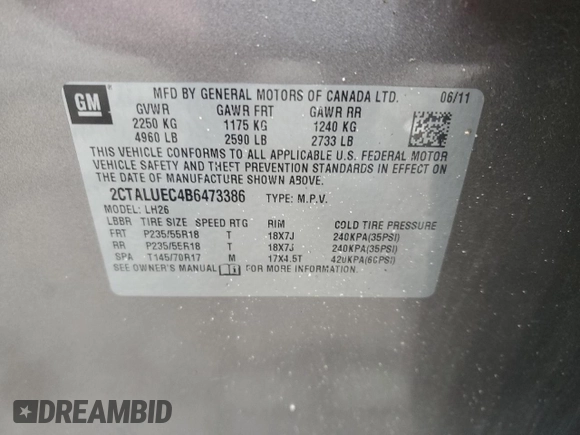 GM
MFD BY GENERAL MOTORS OF CANADA LTD. 06/11
GVWR GAWR FRT GAWR RR
2250 KG 1175 KG 1240 KG
4960 LB 2590 LB 2733 LB
THIS VEHICLE CONFORMS TO ALL APPLICABLE U.S. FEDERAL MOTOR
VEHICLE SAFETY AND THEFT PREVENTION STANDARDS IN EFFECT ON
THE DATE OF MANUFACTURE SHOWN ABOVE.
2CTALUEC4B6473386 TYPE: M.P.V.
MODEL: LH26
LBBR TIRE SIZE SPEED RTG RIM COLD TIRE PRESSURE
FRT P235/55R18 T 18X7J 240KPA(35PSI)
RR P235/55R18 T 18X7J 240KPA(35PSI)
SPA T145/70R17 M 17X4.5T 420KPA(60PSI)
SEE OWNER'S MANUAL FOR MORE INFORMATION.
DREAMBID